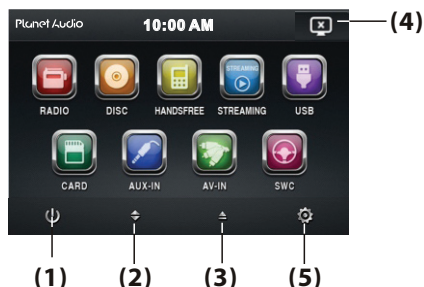 Planet Audio 10:00 AM (4)
STREAMING
RADIO DISC HANDSFREE STREAMING USB
CARD AUX-IN AV-IN SWC
(1) (2) (3) (5)